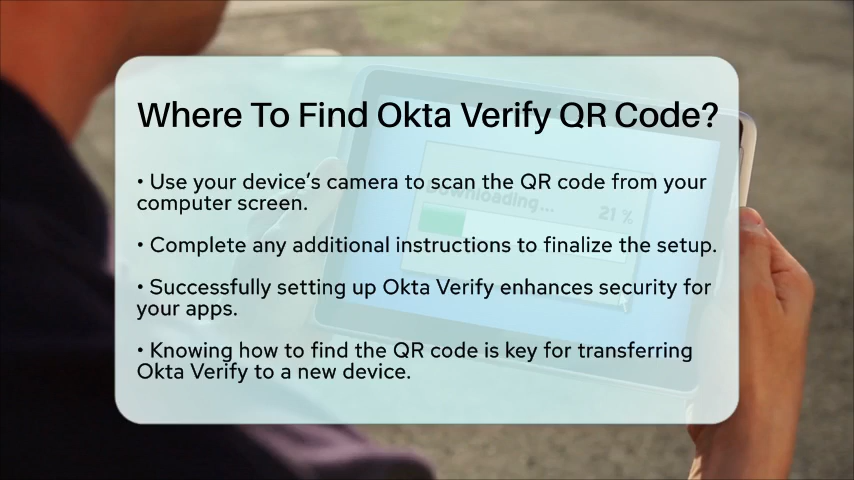 Where To Find Okta Verify QR Code?
• Use your device's camera to scan the QR code from your
computer screen.
Downloading...
21 %
• Complete any additional instructions to finalize the setup.
• Successfully setting up Okta Verify enhances security for
your apps.
• Knowing how to find the QR code is key for transferring
Okta Verify to a new device.